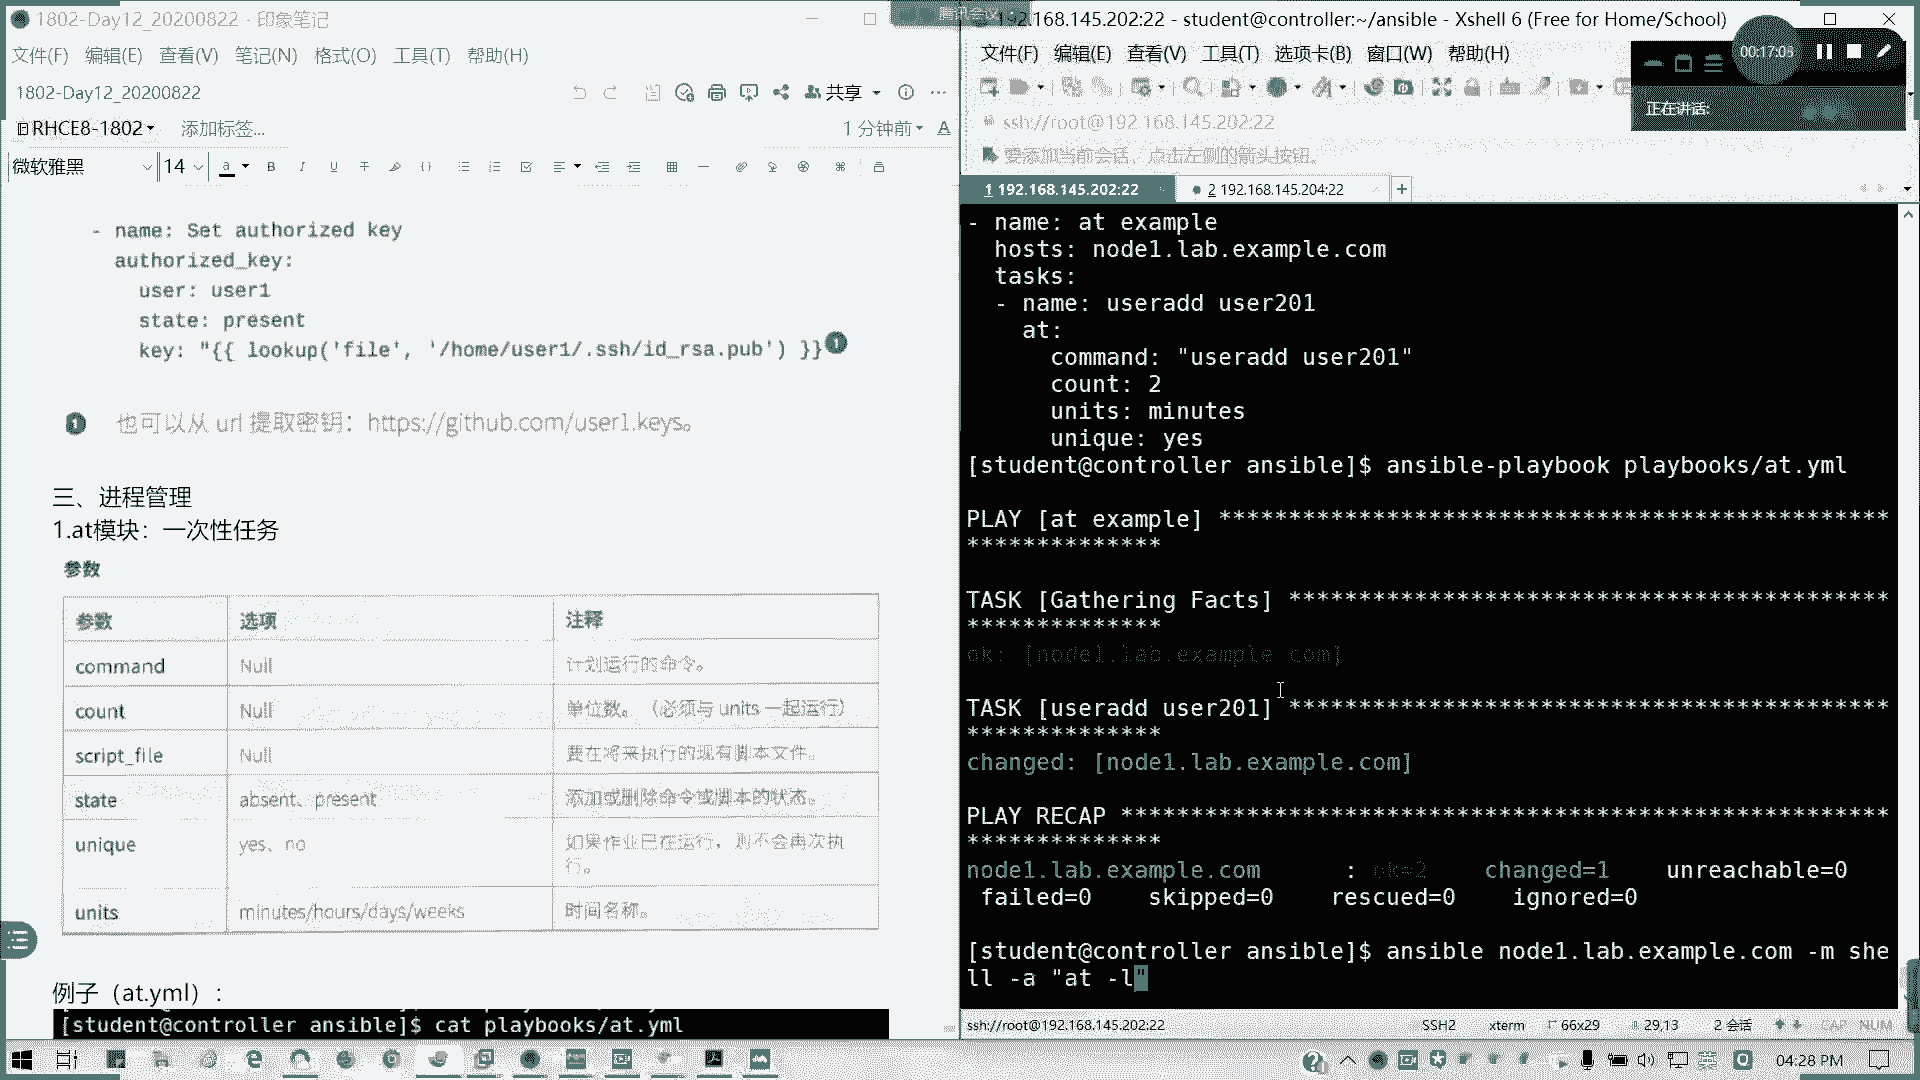 1802-Day12_20200822 - 印象笔记
文件(F) 编辑(E) 查看(V) 笔记(N) 格式(O) 工具(T) 帮助(H)
1802-Day12_20200822
共享
RHCE8-1802
添加标签...
1 分钟前
微软雅黑 14
- name: Set authorized key
authorized_key:
user: user1
state: present
key: "{{ lookup('file', '/home/user1/.ssh/id_rsa.pub') }}
1
1 也可以从 url 提取密钥：https://github.com/user1.keys。
三、进程管理
1.at模块：一次性任务
参数
参数 选项 注释
command Null 计划运行的命令。
count Null 单位数。（必须与 units 一起运行）
script_file Null 要在将来执行的现有脚本文件。
state absent、present 添加或删除命令或脚本的状态。
unique yes、no 如果作业已在运行，则不会再次执行。
units minutes/hours/days/weeks 时间名称。
例子（at.yml）：
[student@controller ansible]$ cat playbooks/at.yml
腾讯会议
192.168.145.202:22 - student@controller:~/ansible - Xshell 6 (Free for Home/School)
文件(F) 编辑(E) 查看(V) 工具(T) 选项卡(B) 窗口(W) 帮助(H)
00:17:03
正在讲话:
ssh://root@192.168.145.202:22
要添加当前会话，点击左侧的箭头按钮。
1 192.168.145.202:22
2 192.168.145.204:22
- name: at example
hosts: node1.lab.example.com
tasks:
- name: useradd user201
at:
command: "useradd user201"
count: 2
units: minutes
unique: yes
[student@controller ansible]$ ansible-playbook playbooks/at.yml
PLAY [at example] ************************************************
**************
TASK [Gathering Facts] *******************************************
**************
ok: [node1.lab.example com]
TASK [useradd user201] *******************************************
**************
changed: [node1.lab.example.com]
PLAY RECAP *******************************************************
**************
node1.lab.example.com : ok=2 changed=1 unreachable=0
failed=0 skipped=0 rescued=0 ignored=0
[student@controller ansible]$ ansible node1.lab.example.com -m she
ll -a "at -l"
ssh://root@192.168.145.202:22
SSH2
xterm
66x29
29,13
2 会话
CAP NUM
英
04:28 PM